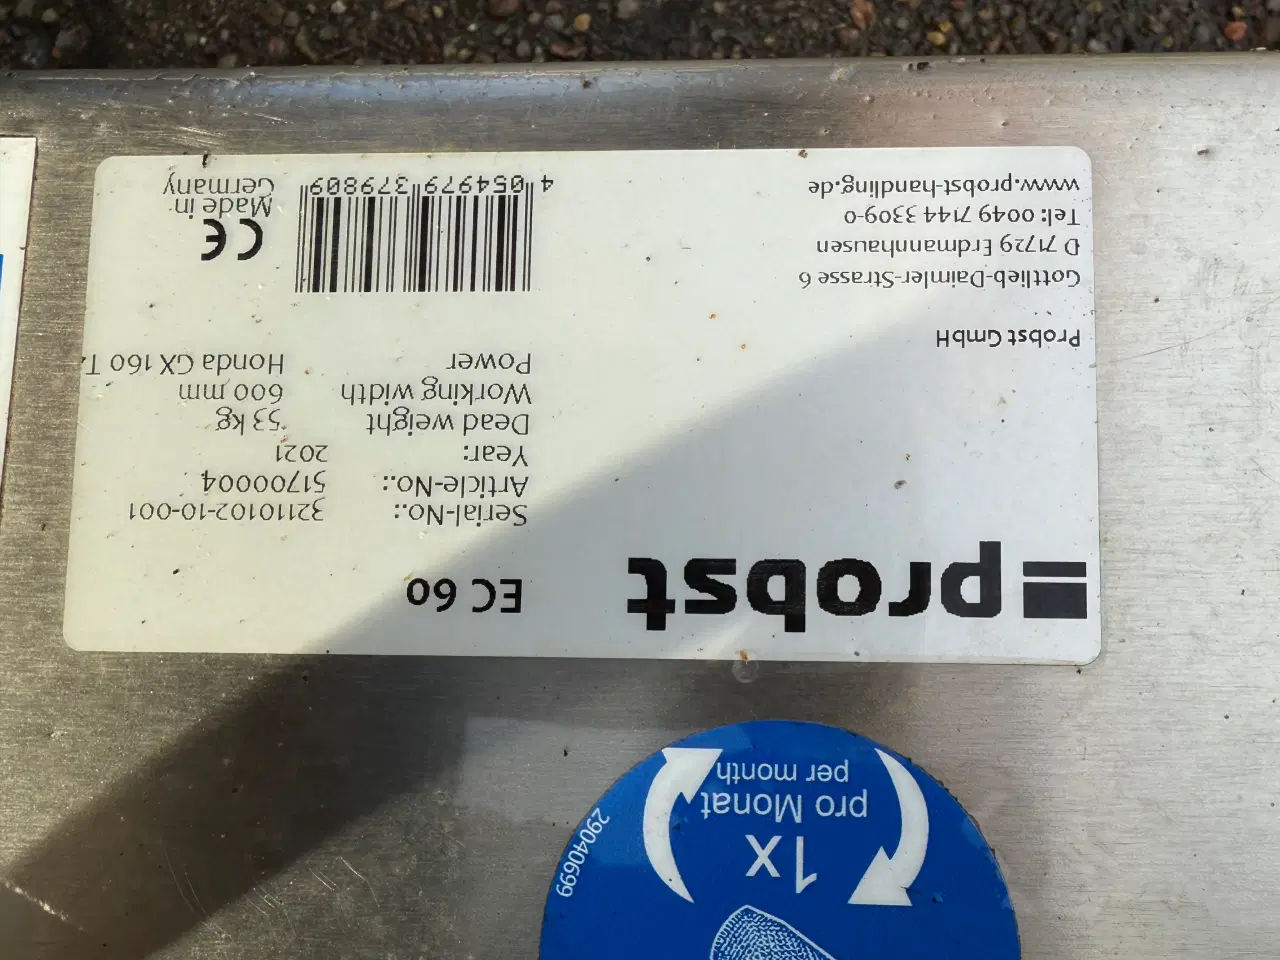 probst
Probst GmbH
Gottlieb-Daimler-Strasse 6
D 71729 Erdmannhausen
Tel: 0049 7144 3309-0
www.probst-handling.de
EC 60
Serial-No.: 32110102-10-001
Article-No.: 51700004
Year: 2021
Dead weight 53 kg
Working width 600 mm
Power Honda GX 160 T
4 054979 379809
CE
Made in
Germany
1x
pro Monat
per month
29040699